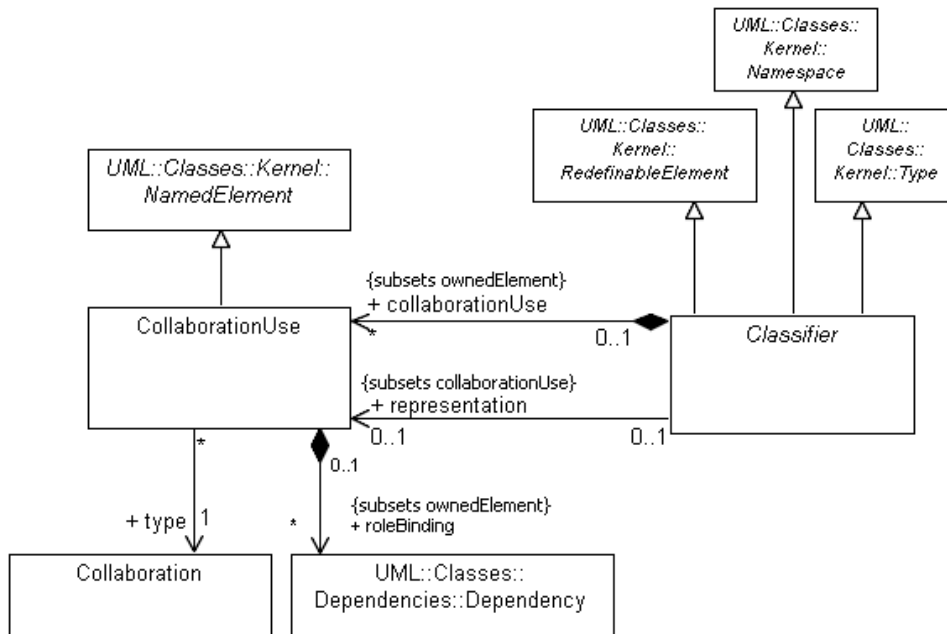 UML::Classes::
Kernel::
Namespace
UML::Classes::
Kernel::
RedefinableElement
UML::
Classes::
Kernel::Type
UML::Classes::Kernel::
NamedElement
{subsets ownedElement}
+ collaborationUse
*
0..1
CollaborationUse
Classifier
{subsets collaborationUse}
+ representation
0..1
0..1
*
0..1
+ type
1
*
{subsets ownedElement}
+ roleBinding
Collaboration
UML::Classes::
Dependencies::Dependency